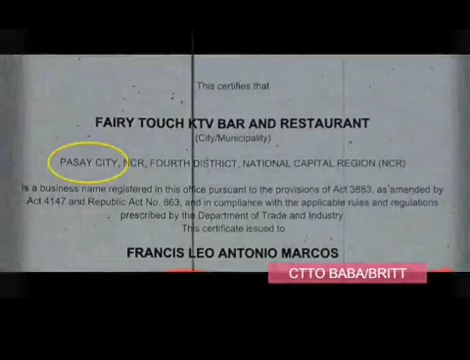 This certifies that
FAIRY TOUCH KTV BAR AND RESTAURANT
(City/Municipality)
PASAY CITY, NCR, FOURTH DISTRICT, NATIONAL CAPITAL REGION (NCR)
is a business name registered in this office pursuant to the provisions of Act 3883, as amended by
Act 4147 and Republic Act No. 863, and in compliance with the applicable rules and regulations
prescribed by the Department of Trade and Industry.
This certificate issued to
FRANCIS LEO ANTONIO MARCOS
CTTO BABA/BRITT